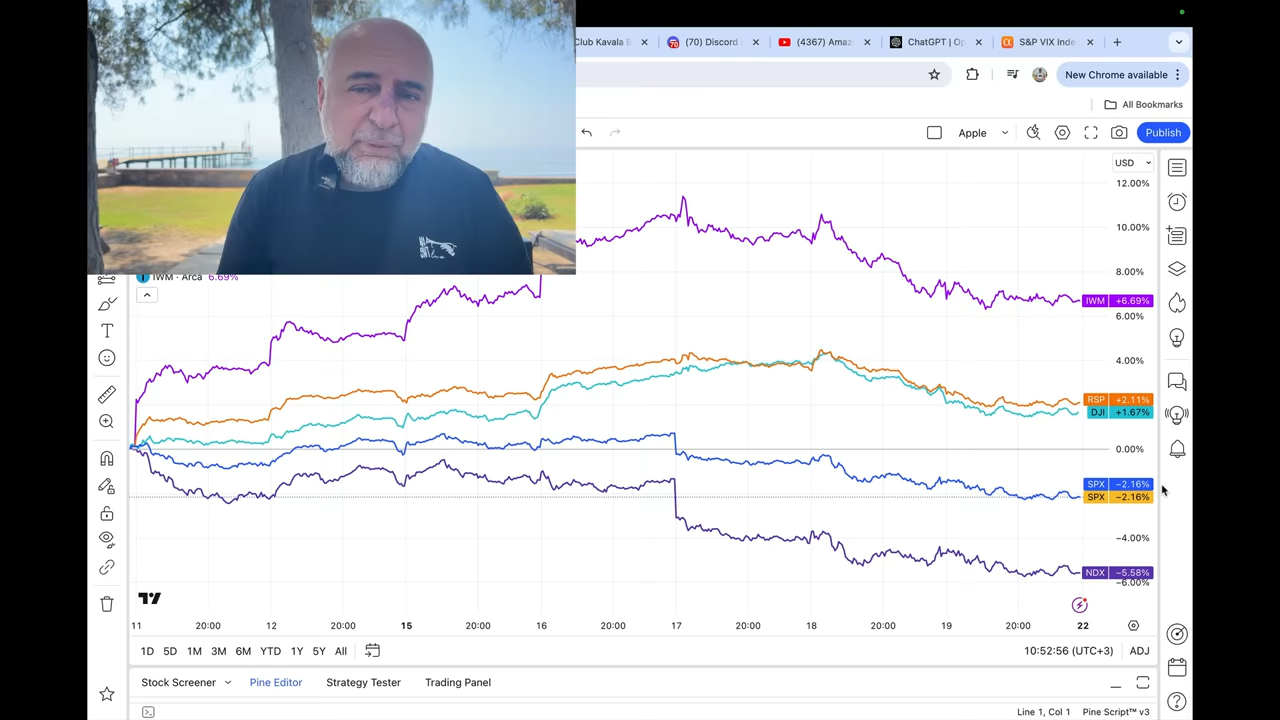 Club Kavala E
(70) Discord
(4367) Amaz
ChatGPT | Op
S&P VIX Inde
New Chrome available
All Bookmarks
Apple
Publish
USD
12.00%
10.00%
8.00%
IWM · Arca 6.69%
IWM +6.69%
6.00%
4.00%
RSP +2.11%
DJI +1.67%
0.00%
SPX −2.16%
SPX −2.16%
−4.00%
NDX −5.58%
−6.00%
11 20:00 12 20:00 15 20:00 16 20:00 17 20:00 18 20:00 19 20:00 22
1D 5D 1M 3M 6M YTD 1Y 5Y All
10:52:56 (UTC+3) ADJ
Stock Screener Pine Editor Strategy Tester Trading Panel
Line 1, Col 1 Pine Script™ v3